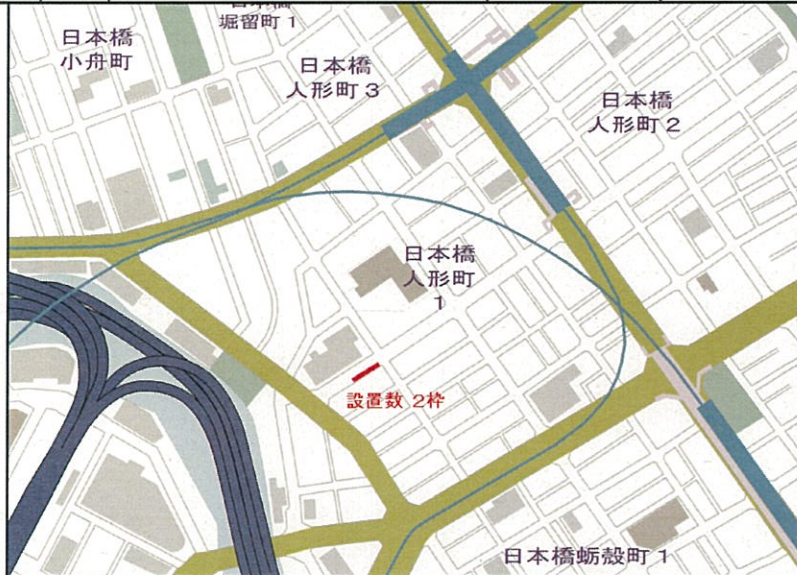 堀留町1
日本橋
小舟町
日本橋
人形町3
日本橋
人形町2
日本橋
人形町
1
設置数 2枠
日本橋蛎殻町1